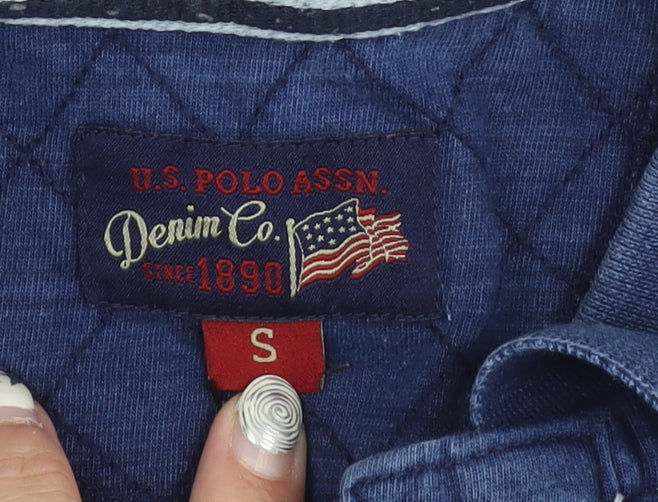 U.S. POLO ASSN.
Denim Co.
SINCE 1890
S